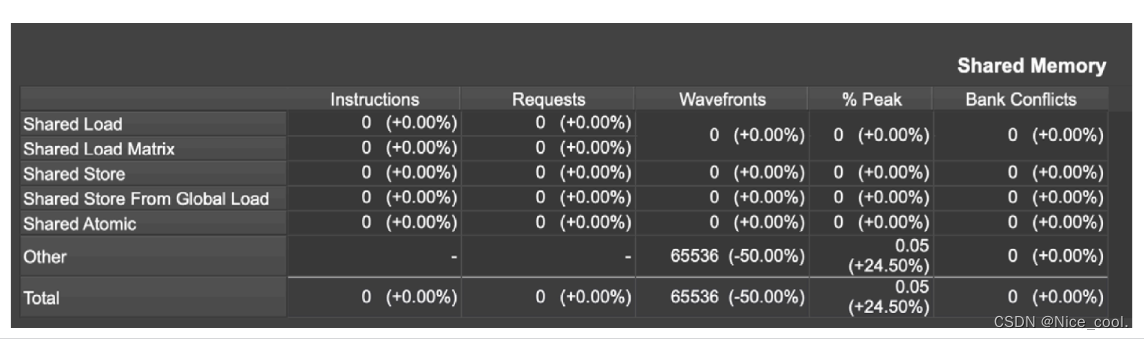 Shared Memory
Instructions Requests Wavefronts % Peak Bank Conflicts
Shared Load 0 (+0.00%) 0 (+0.00%) 0 (+0.00%) 0 (+0.00%) 0 (+0.00%)
Shared Load Matrix 0 (+0.00%) 0 (+0.00%)
Shared Store 0 (+0.00%) 0 (+0.00%) 0 (+0.00%) 0 (+0.00%) 0 (+0.00%)
Shared Store From Global Load 0 (+0.00%) 0 (+0.00%) 0 (+0.00%) 0 (+0.00%) 0 (+0.00%)
Shared Atomic 0 (+0.00%) 0 (+0.00%) 0 (+0.00%) 0 (+0.00%) 0 (+0.00%)
Other - - 65536 (-50.00%) 0.05 (+24.50%) 0 (+0.00%)
Total 0 (+0.00%) 0 (+0.00%) 65536 (-50.00%) 0.05 (+24.50%) 0 (+0.00%)
CSDN @Nice_cool.